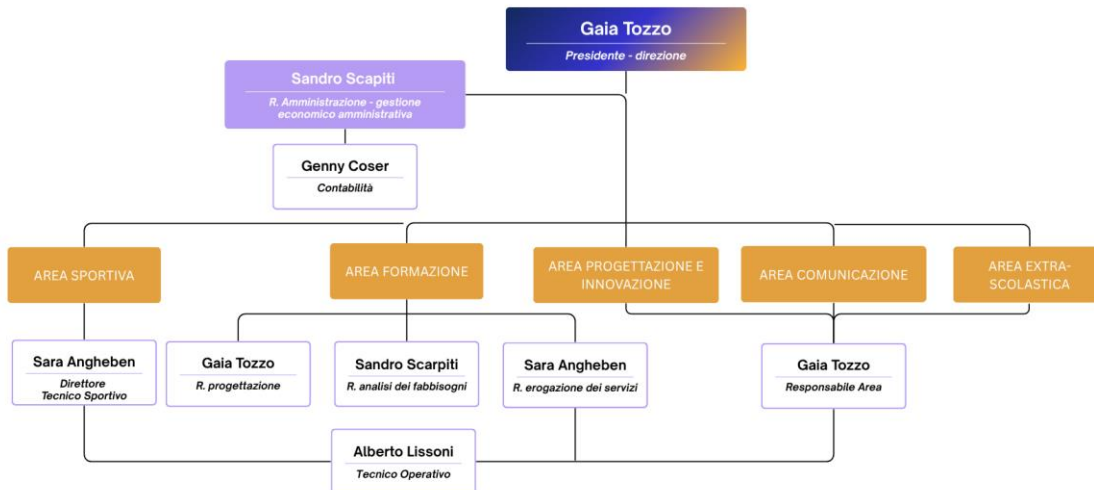 Gaia Tozzo
Presidente - direzione
Sandro Scapiti
R. Amministrazione - gestione
economico amministrativa
Genny Coser
Contabilità
AREA SPORTIVA
AREA FORMAZIONE
AREA PROGETTAZIONE E
INNOVAZIONE
AREA COMUNICAZIONE
AREA EXTRA-
SCOLASTICA
Sara Angheben
Direttore
Tecnico Sportivo
Gaia Tozzo
R. progettazione
Sandro Scarpiti
R. analisi dei fabbisogni
Sara Angheben
R. erogazione dei servizi
Gaia Tozzo
Responsabile Area
Alberto Lissoni
Tecnico Operativo